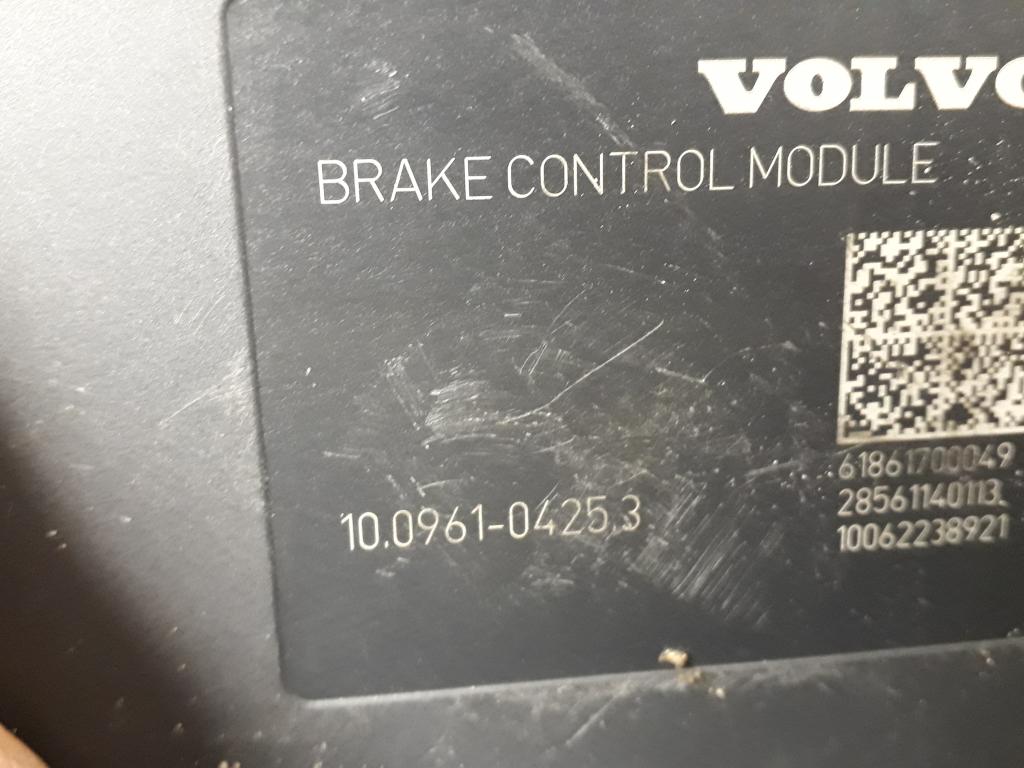 VOLVO
BRAKE CONTROL MODULE
61861700049
28561140113
10.0961-0425.3
10062238921